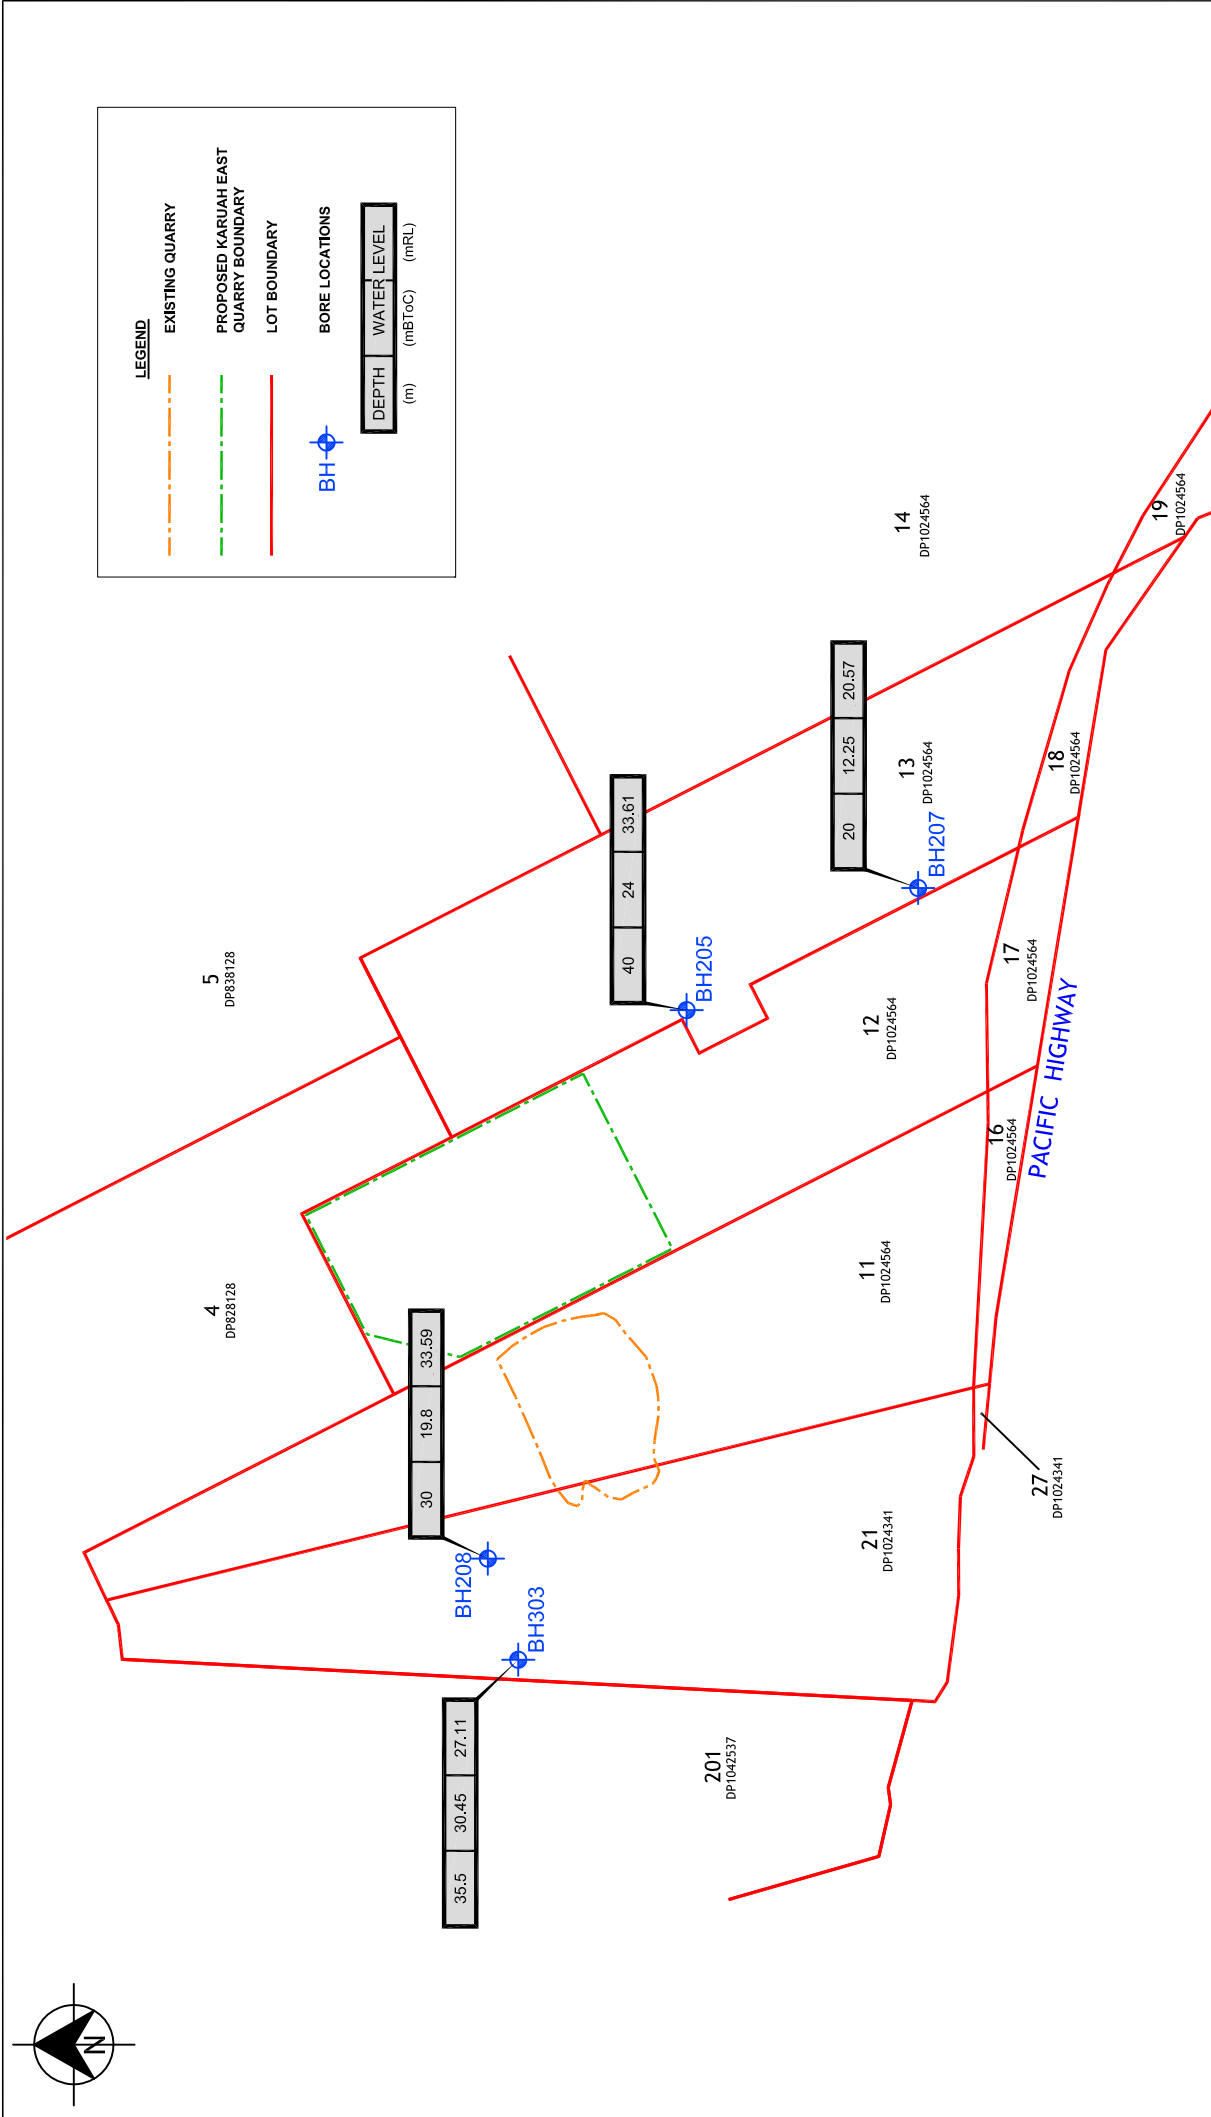 LEGEND
EXISTING QUARRY
PROPOSED KARUAH EAST
QUARRY BOUNDARY
LOT BOUNDARY
BH
BORE LOCATIONS
DEPTH WATER LEVEL
(m) (mBToC) (mRL)
4
DP828128
5
DP838128
30 19.8 33.59
BH208
35.5 30.45 27.11
BH303
40 24 33.61
BH205
20 12.25 20.57
BH207
201
DP1042537
21
DP1024341
11
DP1024564
12
DP1024564
13
DP1024564
14
DP1024564
27
DP1024341
16
DP1024564
17
DP1024564
18
DP1024564
19
DP1024564
PACIFIC HIGHWAY
N